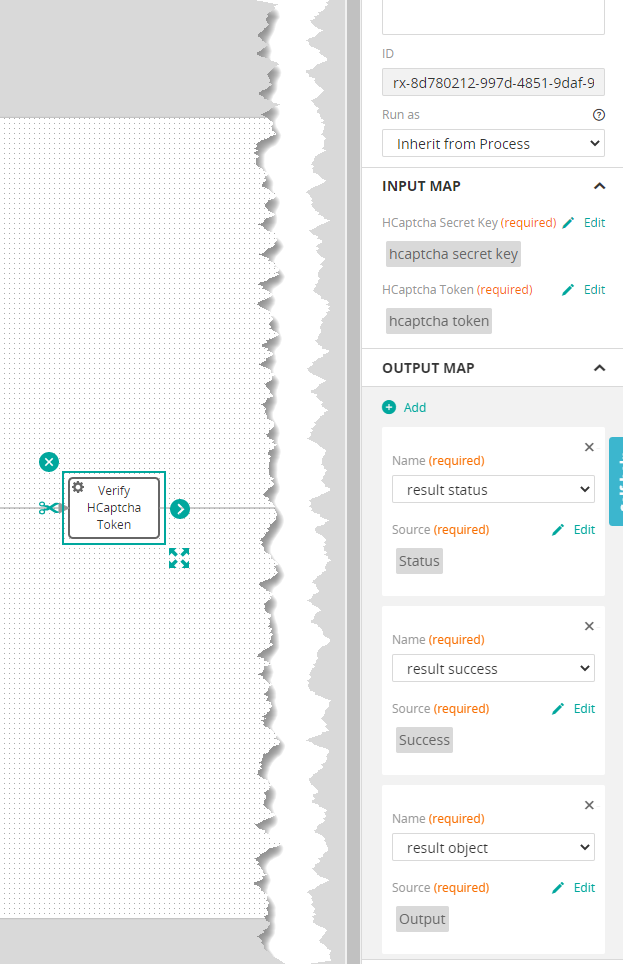 Verify
HCaptcha
Token
ID
rx-8d780212-997d-4851-9daf-9
Run as
Inherit from Process
INPUT MAP
HCaptcha Secret Key (required) Edit
hcaptcha secret key
HCaptcha Token (required) Edit
hcaptcha token
OUTPUT MAP
Add
Name (required)
result status
Source (required) Edit
Status
Name (required)
result success
Source (required) Edit
Success
Name (required)
result object
Source (required) Edit
Output